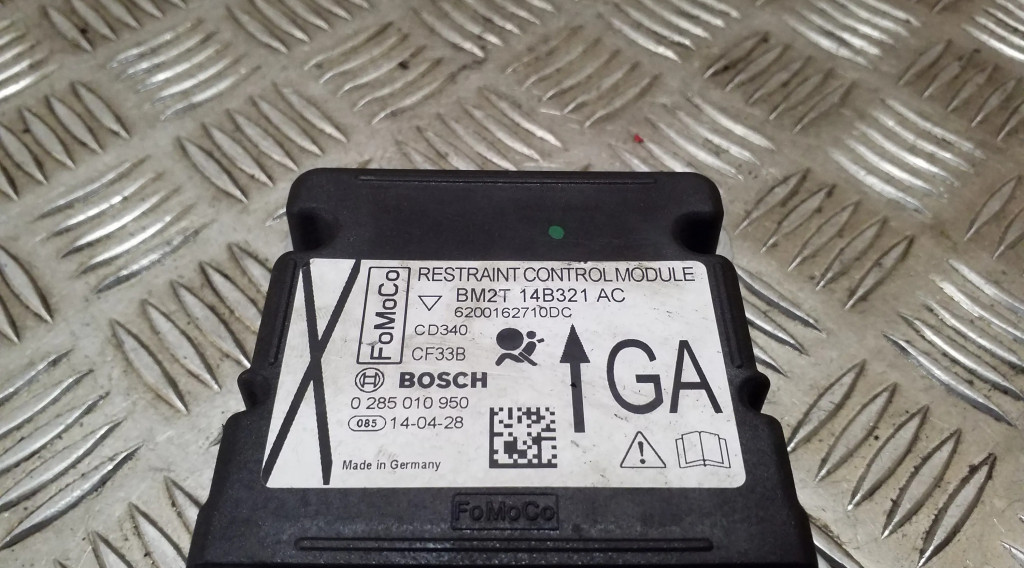 RESTRAINT CONTROL MODULE
FoMoCo
BM2T 14B321 AC
6200162710DC
CD340
CF33B
BOSCH
GA
0 285 010 950
085 14-04-28
Made in Germany
FoMoCo